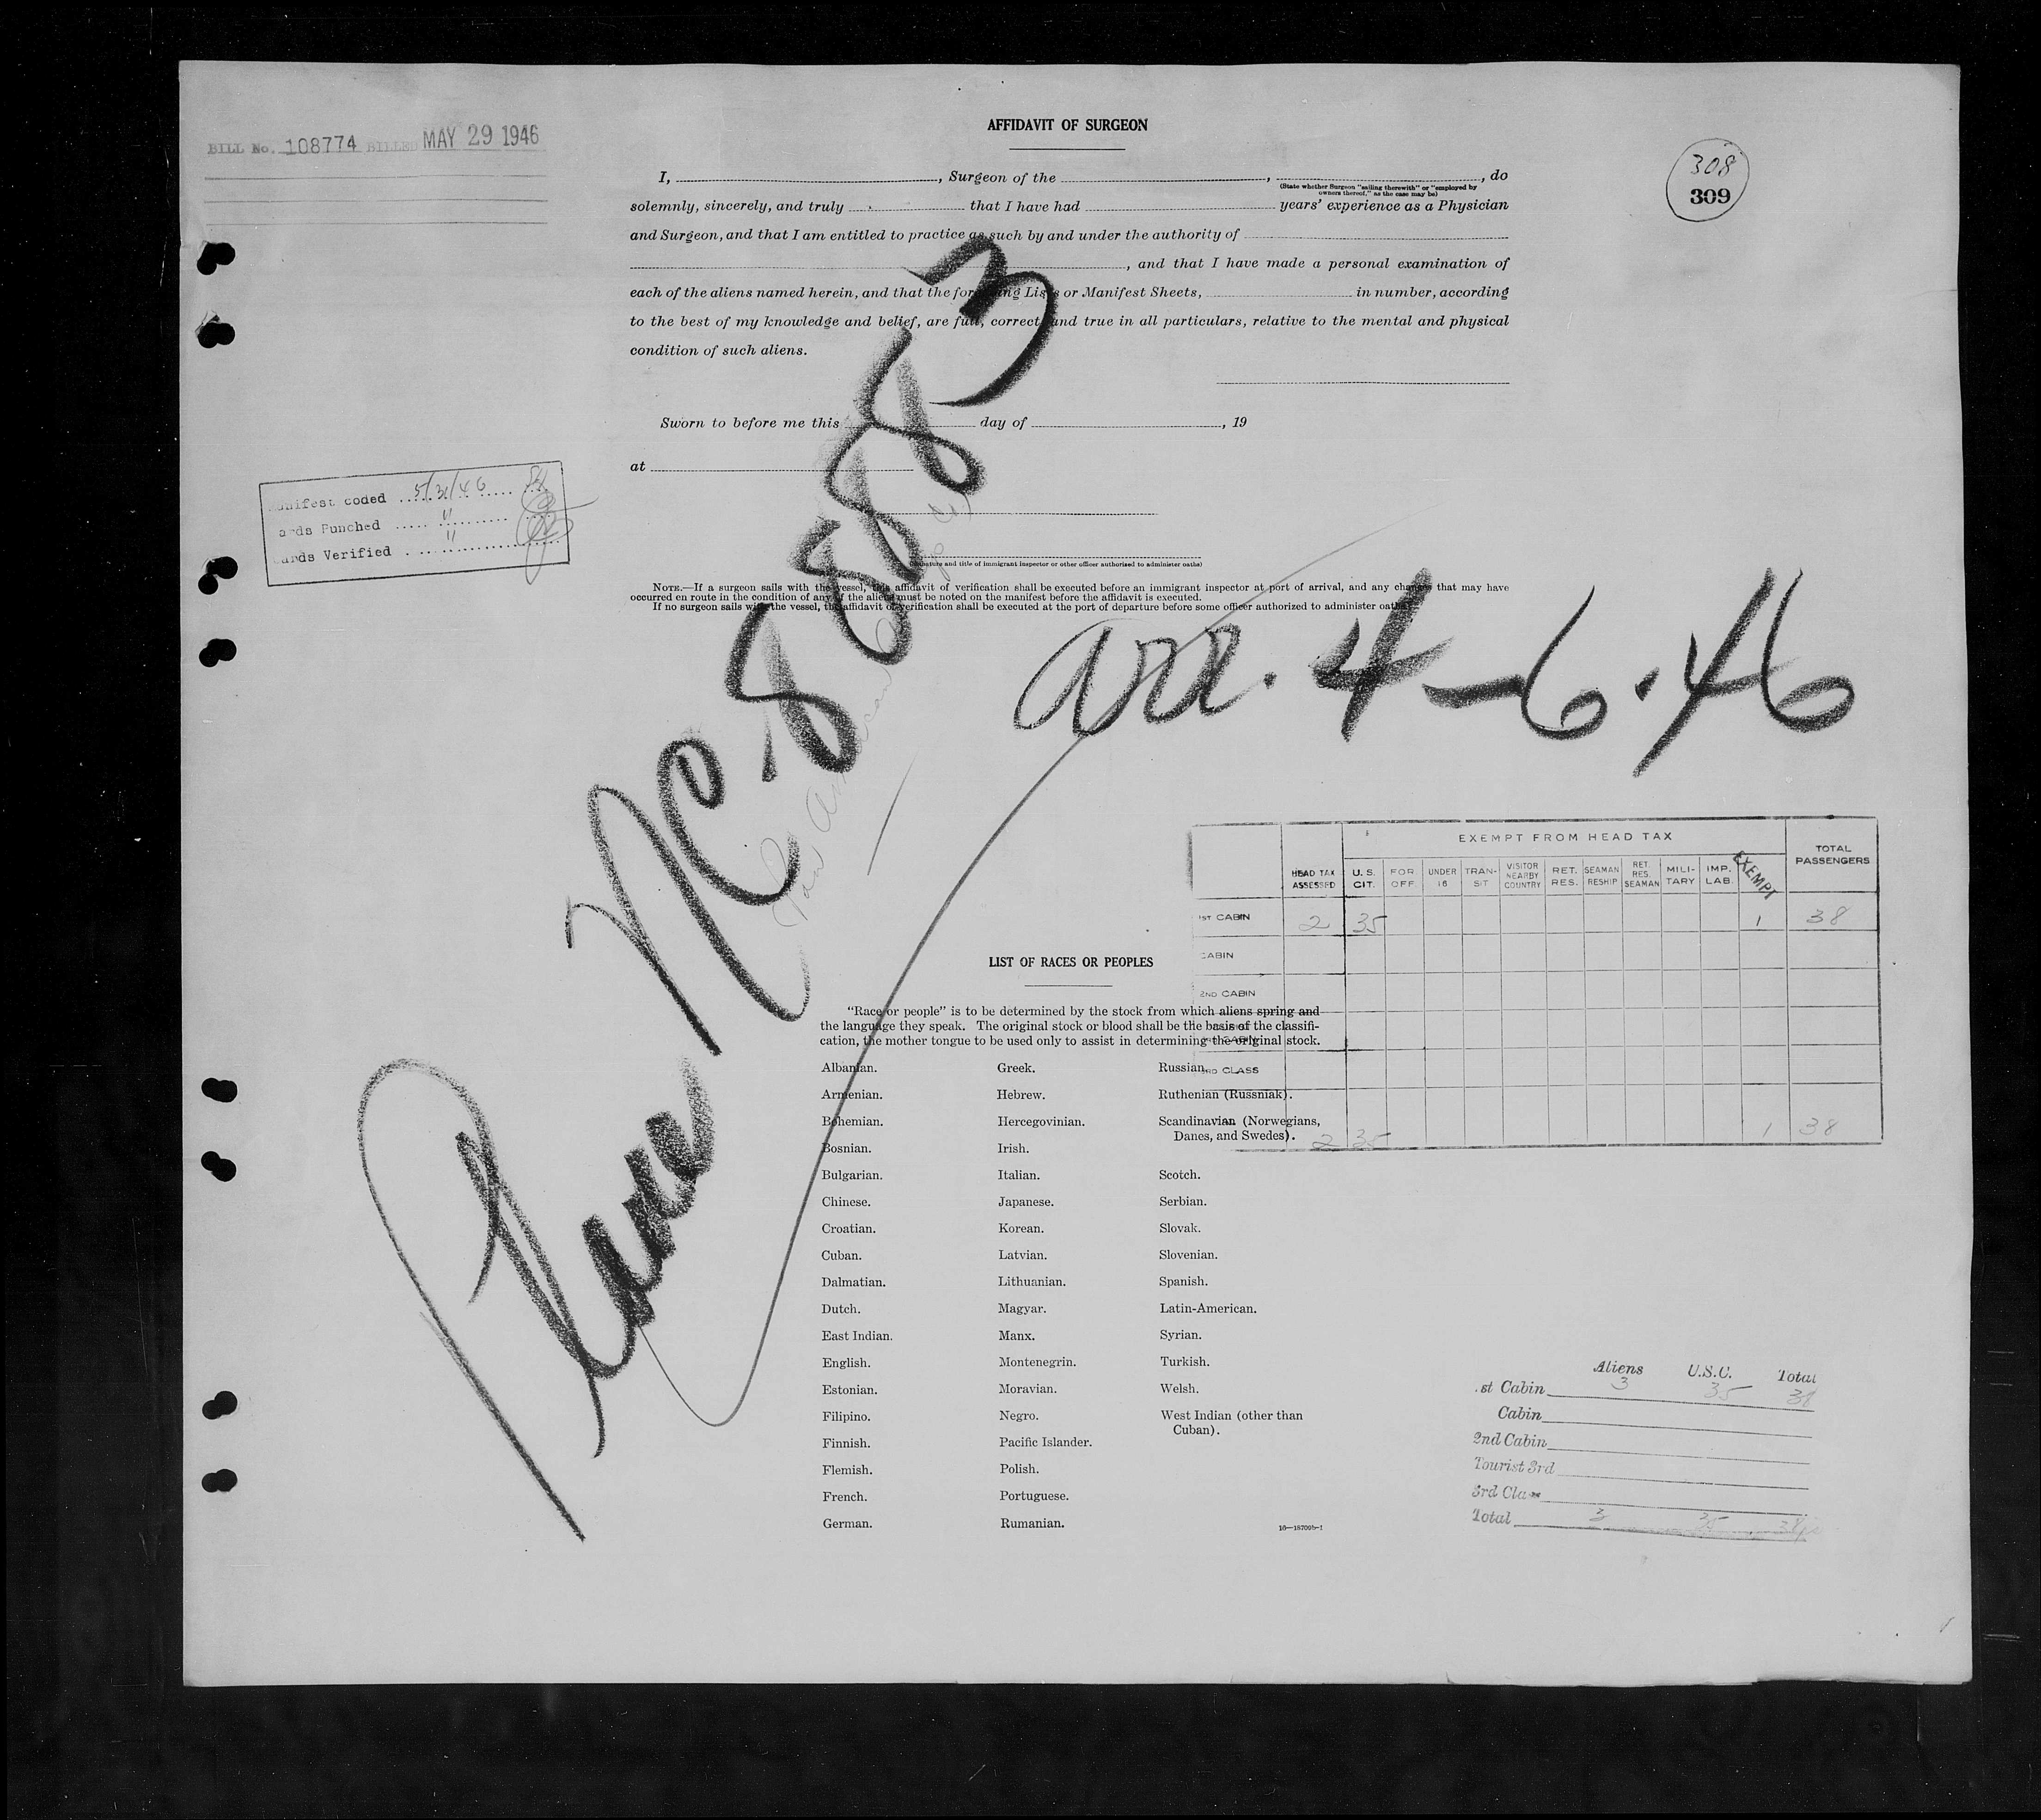 BILL No. 108774 BILLED MAY 29 1946
AFFIDAVIT OF SURGEON
308
309
I, , Surgeon of the , , do
(State whether Surgeon "sailing therewith" or "employed by
owners thereof," as the case may be)
solemnly, sincerely, and truly that I have had years' experience as a Physician
and Surgeon, and that I am entitled to practice as such by and under the authority of
, and that I have made a personal examination of
each of the aliens named herein, and that the foregoing Lists or Manifest Sheets, in number, according
to the best of my knowledge and belief, are full, correct, and true in all particulars, relative to the mental and physical
condition of such aliens.
Sworn to before me this day of , 19
at
(Signature and title of immigrant inspector or other officer authorized to administer oaths)
NOTE.—If a surgeon sails with the vessel, this affidavit of verification shall be executed before an immigrant inspector at port of arrival, and any changes that may have
occurred en route in the condition of any of the aliens must be noted on the manifest before the affidavit is executed.
If no surgeon sails with the vessel, the affidavit of verification shall be executed at the port of departure before some officer authorized to administer oaths.
anifest coded 5/31/46
ards Punched "
ards Verified "
Plane NC-88883
Pan American
arr. 4-6-46
EXEMPT FROM HEAD TAX
HEAD TAX ASSESSED U.S. CIT. FOR. OFF UNDER 16 TRAN-SIT VISITOR NEARBY COUNTRY RET. RES. SEAMAN RESHIP RET. RES. SEAMAN MILI-TARY IMP. LAB. EXEMPT TOTAL PASSENGERS
1ST CABIN 2 35 1 38
CABIN
2ND CABIN
3RD CLASS
2 35 1 38
LIST OF RACES OR PEOPLES
"Race or people" is to be determined by the stock from which aliens spring and
the language they speak. The original stock or blood shall be the basis of the classifi-
cation, the mother tongue to be used only to assist in determining the original stock.
Albanian. Greek. Russian.
Armenian. Hebrew. Ruthenian (Russniak).
Bohemian. Hercegovinian. Scandinavian (Norwegians,
Danes, and Swedes).
Bosnian. Irish.
Bulgarian. Italian. Scotch.
Chinese. Japanese. Serbian.
Croatian. Korean. Slovak.
Cuban. Latvian. Slovenian.
Dalmatian. Lithuanian. Spanish.
Dutch. Magyar. Latin-American.
East Indian. Manx. Syrian.
English. Montenegrin. Turkish.
Estonian. Moravian. Welsh.
Filipino. Negro. West Indian (other than
Cuban).
Finnish. Pacific Islander.
Flemish. Polish.
French. Portuguese.
German. Rumanian.
16—18709b-1
Aliens U.S.C. Total
st Cabin 3 35 38
Cabin
2nd Cabin
Tourist 3rd
3rd Class
Total 3 35 38